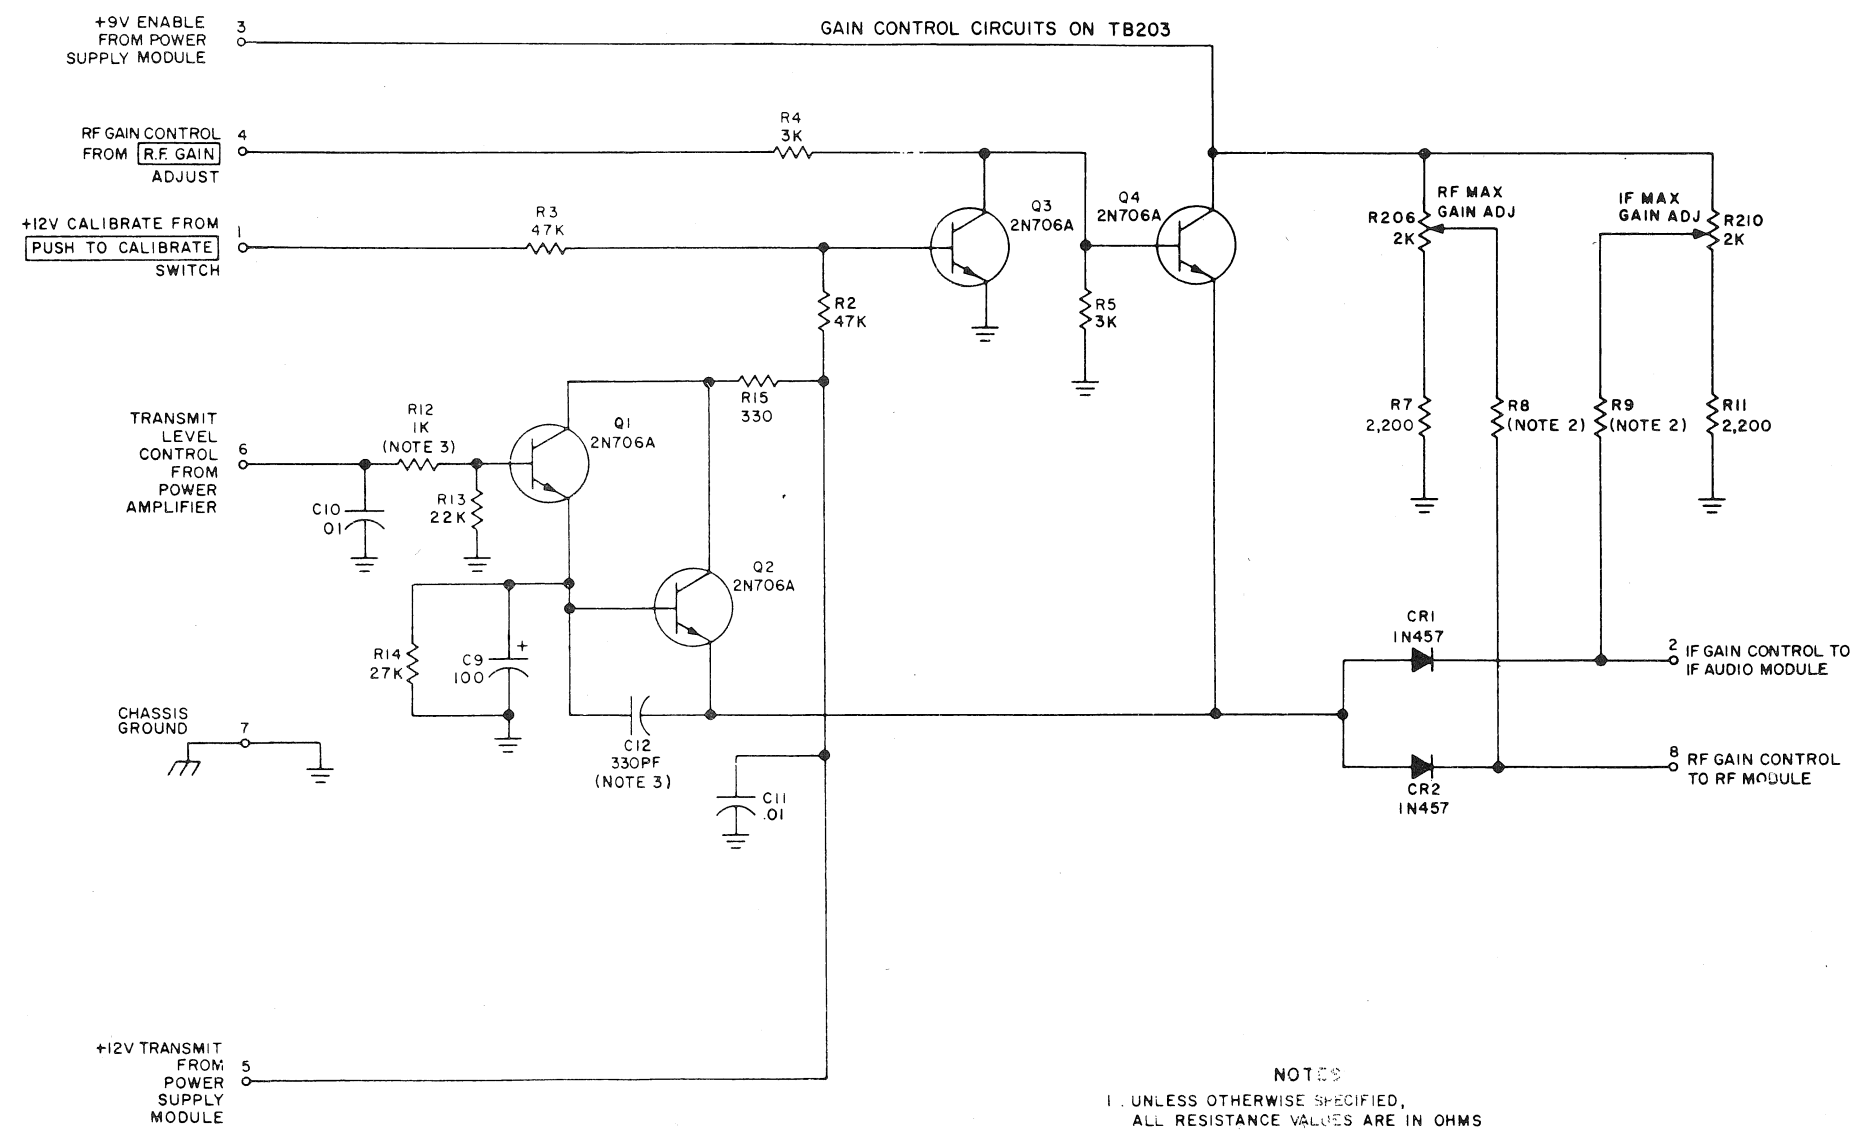 GAIN CONTROL CIRCUITS ON TB203
+9V ENABLE
FROM POWER
SUPPLY MODULE
3
RF GAIN CONTROL
FROM R.F. GAIN
ADJUST
4
R4
3K
+12V CALIBRATE FROM
PUSH TO CALIBRATE
SWITCH
1
R3
47K
Q3
2N706A
Q4
2N706A
R206
2K
RF MAX
GAIN ADJ
IF MAX
GAIN ADJ
R210
2K
R2
47K
R5
3K
R15
330
TRANSMIT
LEVEL
CONTROL
FROM
POWER
AMPLIFIER
6
R12
1K
(NOTE 3)
Q1
2N706A
R7
2,200
R8
(NOTE 2)
R9
(NOTE 2)
R11
2,200
C10
.01
R13
22K
Q2
2N706A
R14
27K
C9
100
+
CR1
1N457
2
IF GAIN CONTROL TO
IF AUDIO MODULE
CHASSIS
GROUND
7
C12
330PF
(NOTE 3)
C11
.01
CR2
1N457
8
RF GAIN CONTROL
TO RF MODULE
+12V TRANSMIT
FROM
POWER
SUPPLY
MODULE
5
NOTES
1. UNLESS OTHERWISE SPECIFIED,
ALL RESISTANCE VALUES ARE IN OHMS